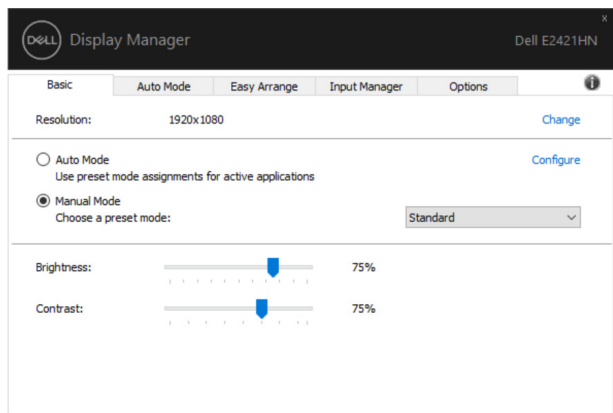 x
DELL Display Manager Dell E2421HN
Basic Auto Mode Easy Arrange Input Manager Options i
Resolution: 1920x1080 Change
Auto Mode Configure
Use preset mode assignments for active applications
Manual Mode
Choose a preset mode: Standard
Brightness: 75%
Contrast: 75%